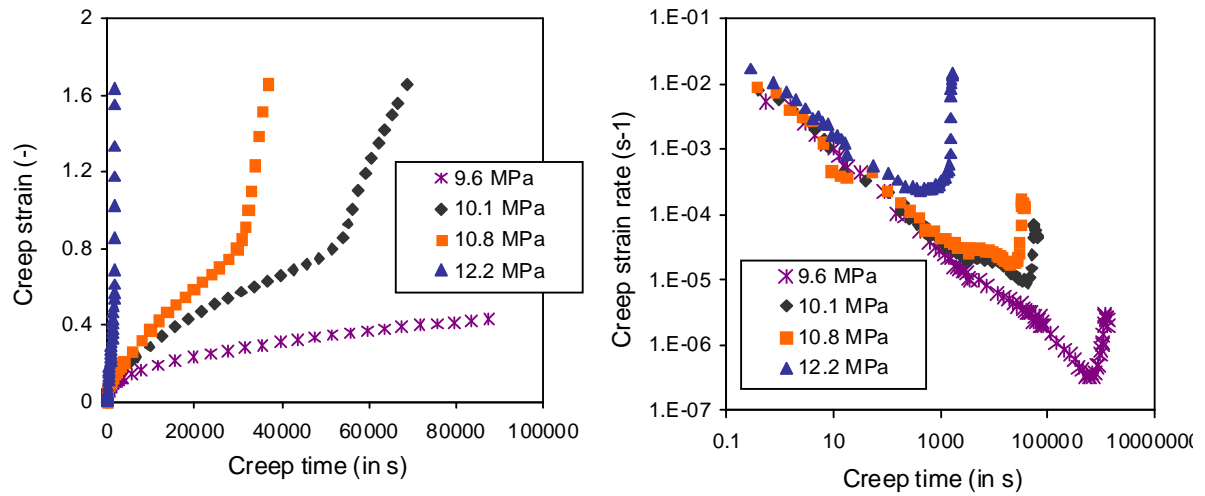 Creep strain (-)
2
1.6
1.2
0.8
0.4
0
0 20000 40000 60000 80000 100000
Creep time (in s)
9.6 MPa
10.1 MPa
10.8 MPa
12.2 MPa
Creep strain rate (s-1)
1.E-01
1.E-02
1.E-03
1.E-04
1.E-05
1.E-06
1.E-07
0.1 10 1000 100000 10000000
Creep time (in s)
9.6 MPa
10.1 MPa
10.8 MPa
12.2 MPa